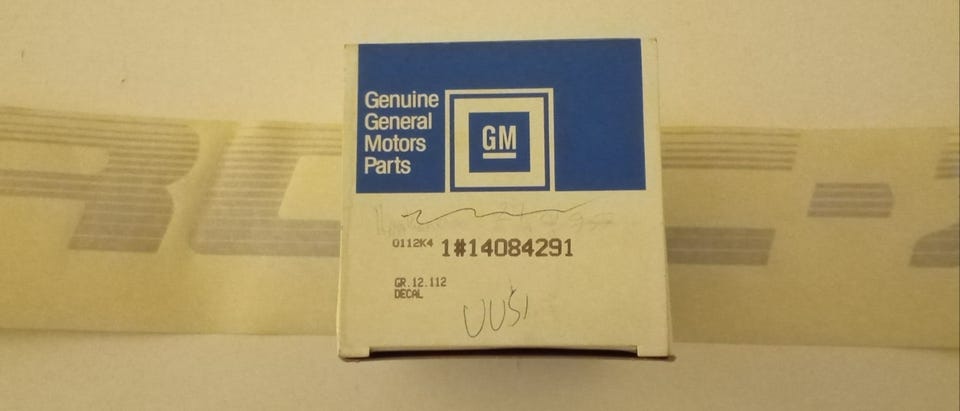 Genuine
General
Motors
Parts
GM
0112K4 1#14084291
GR.12.112
DECAL
UUSI